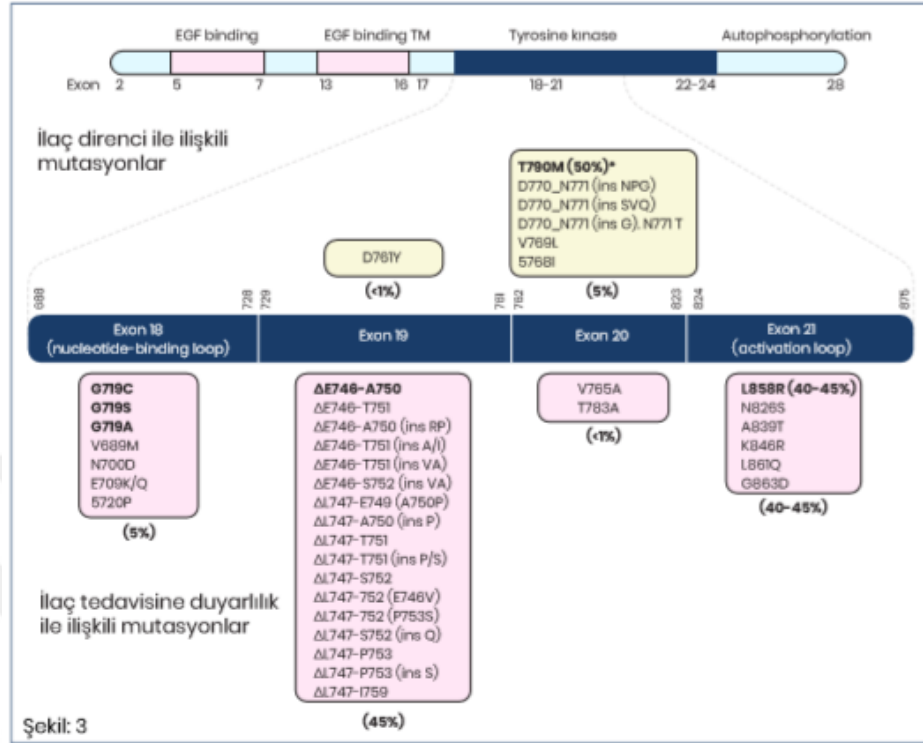 EGF binding
EGF binding TM
Tyrosine kınase
Autophosphorylation
Exon 2 5 7 13 16 17 18-21 22-24 28
İlaç direnci ile ilişkili
mutasyonlar
T790M (50%)*
D770_N771 (ins NPG)
D770_N771 (ins SVQ)
D770_N771 (ins G). N771 T
V769L
5768I
(5%)
D761Y
(<1%)
688 728 729 761 762 823 824 875
Exon 18
(nucleotide-binding loop)
Exon 19
Exon 20
Exon 21
(activation loop)
G719C
G719S
G719A
V689M
N700D
E709K/Q
5720P
(5%)
ΔE746-A750
ΔE746-T751
ΔE746-A750 (ins RP)
ΔE746-T751 (ins A/I)
ΔE746-T751 (ins VA)
ΔE746-S752 (ins VA)
ΔL747-E749 (A750P)
ΔL747-A750 (ins P)
ΔL747-T751
ΔL747-T751 (ins P/S)
ΔL747-S752
ΔL747-752 (E746V)
ΔL747-752 (P753S)
ΔL747-S752 (ins Q)
ΔL747-P753
ΔL747-P753 (ins S)
ΔL747-I759
(45%)
V765A
T783A
(<1%)
L858R (40-45%)
N826S
A839T
K846R
L861Q
G863D
(40-45%)
İlaç tedavisine duyarlılık
ile ilişkili mutasyonlar
Şekil: 3